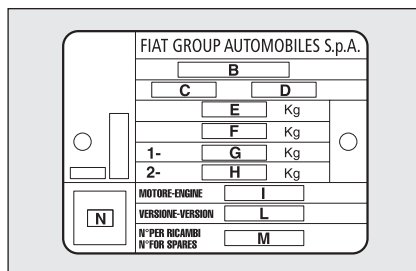 FIAT GROUP AUTOMOBILES S.p.A.
B
C D
E Kg
F Kg
1- G Kg
2- H Kg
MOTORE-ENGINE I
VERSIONE-VERSION L
N
N°PER RICAMBI
N°FOR SPARES M